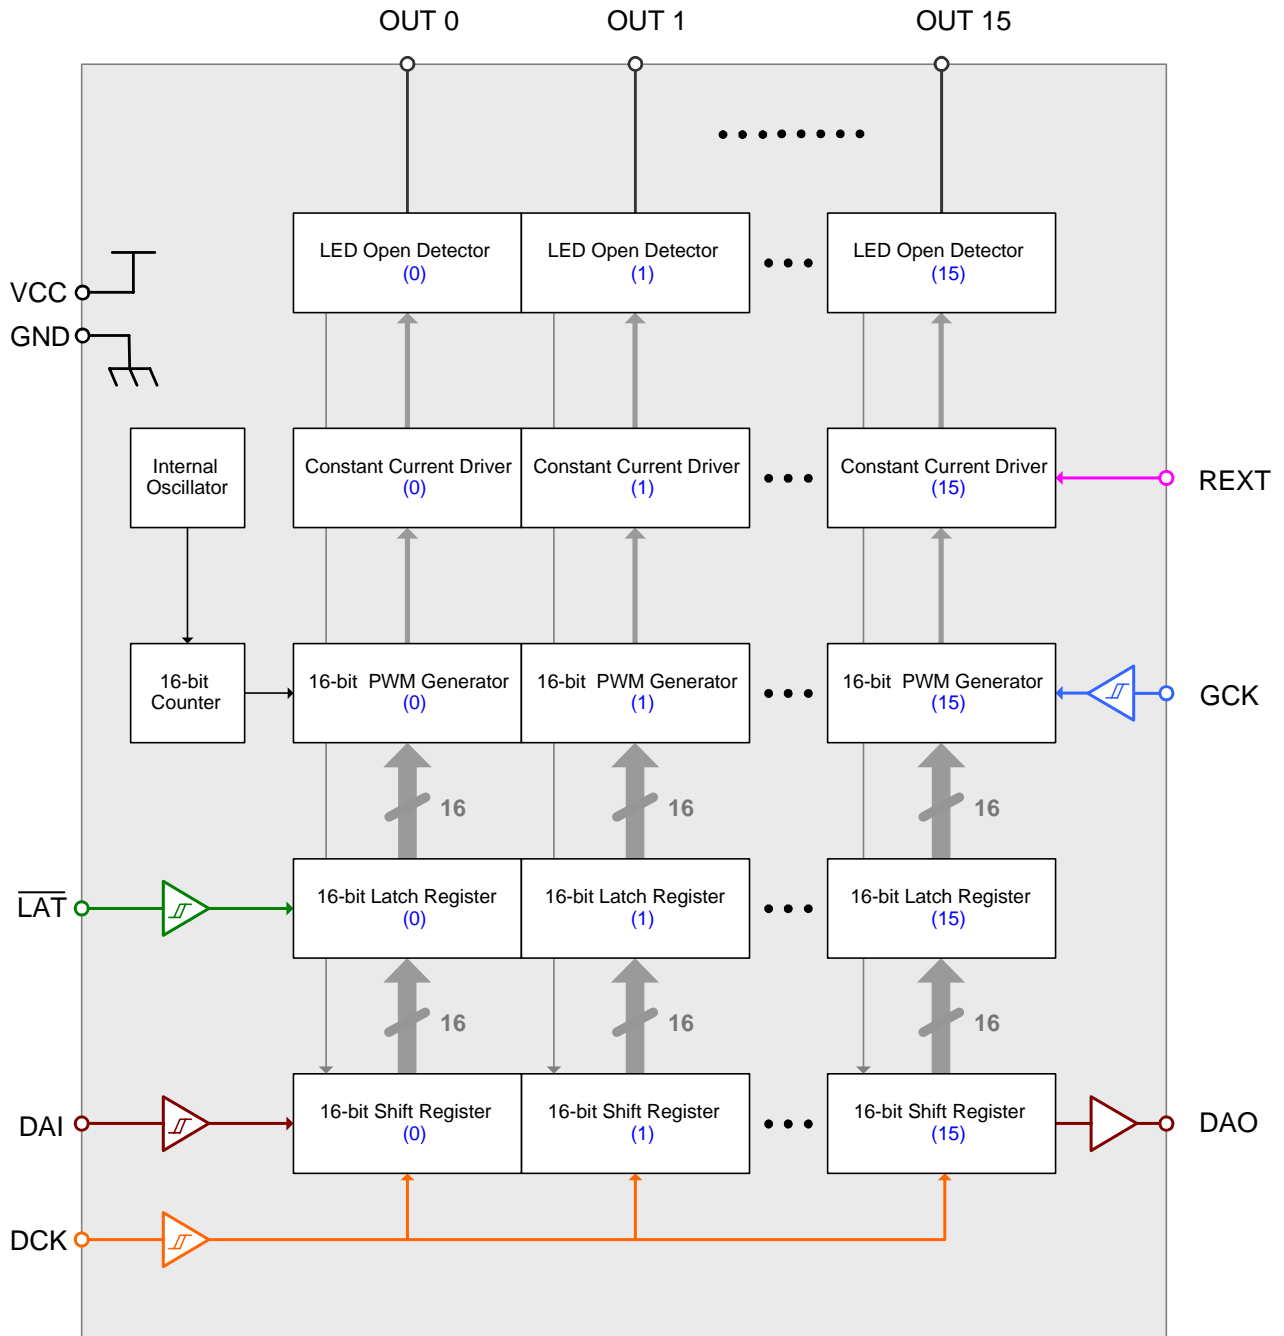 OUT 0 OUT 1 OUT 15
LED Open Detector (0)
LED Open Detector (1)
LED Open Detector (15)
VCC
GND
Internal Oscillator
Constant Current Driver (0)
Constant Current Driver (1)
Constant Current Driver (15)
REXT
16-bit Counter
16-bit PWM Generator (0)
16-bit PWM Generator (1)
16-bit PWM Generator (15)
GCK
16 16 16
LAT
16-bit Latch Register (0)
16-bit Latch Register (1)
16-bit Latch Register (15)
16 16 16
DAI
16-bit Shift Register (0)
16-bit Shift Register (1)
16-bit Shift Register (15)
DAO
DCK